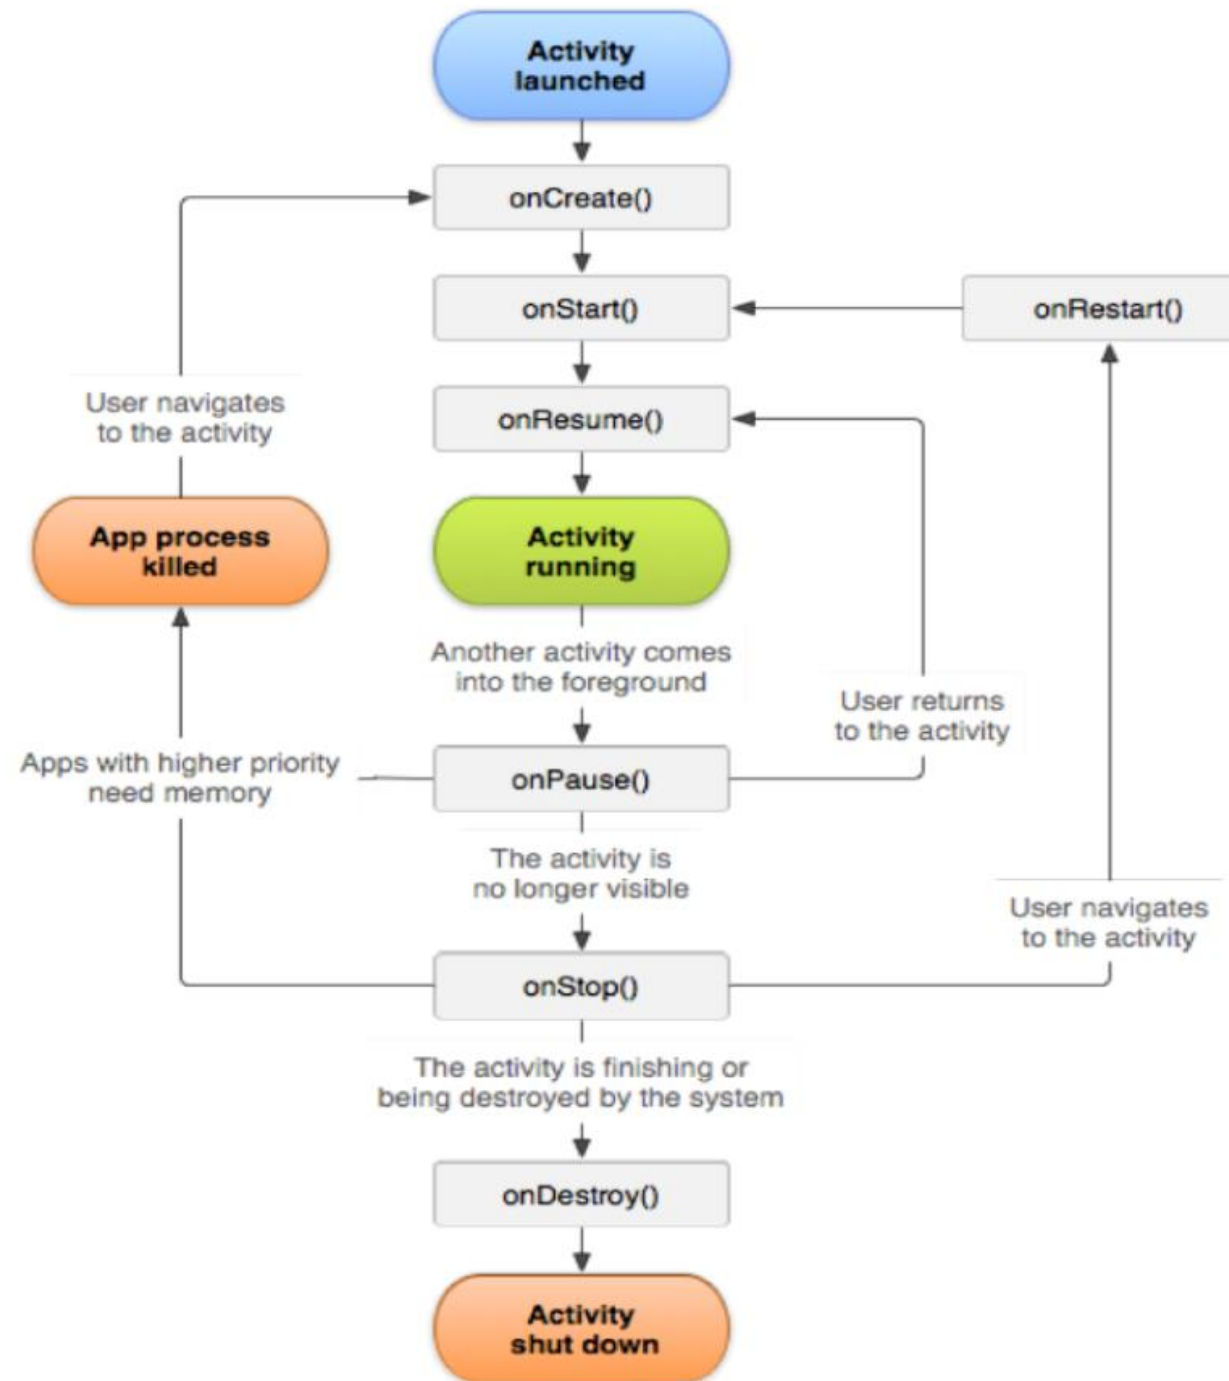 Activity
launched
onCreate()
onStart()
onRestart()
User navigates
to the activity
onResume()
App process
killed
Activity
running
Another activity comes
into the foreground
User returns
to the activity
Apps with higher priority
need memory
onPause()
The activity is
no longer visible
User navigates
to the activity
onStop()
The activity is finishing or
being destroyed by the system
onDestroy()
Activity
shut down